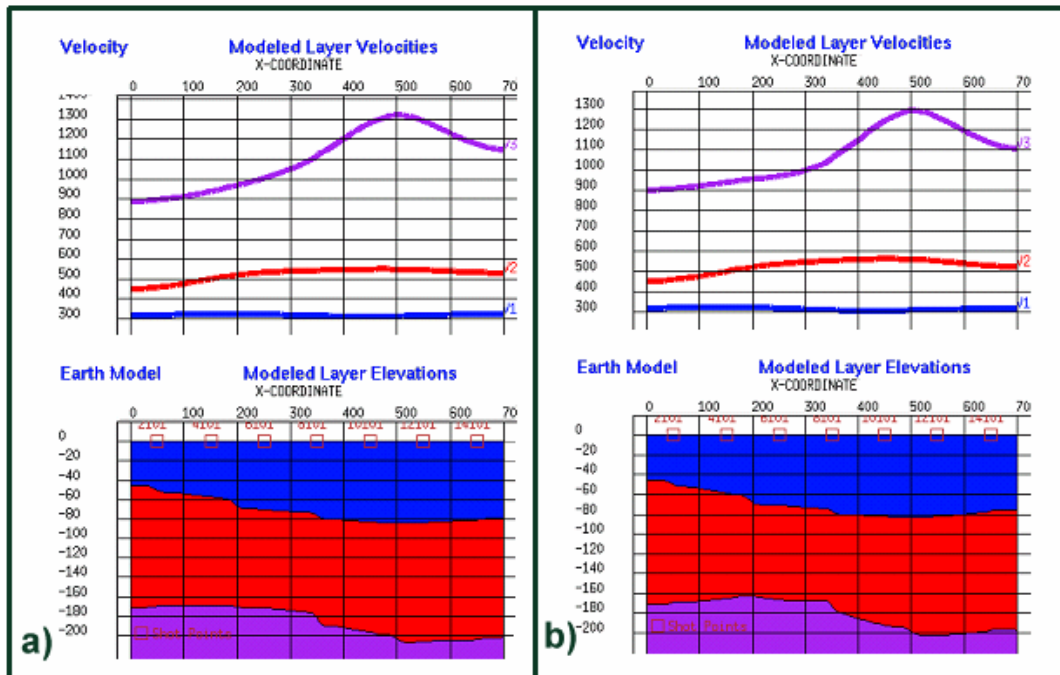 Velocity Modeled Layer Velocities
X-COORDINATE
0 100 200 300 400 500 600 70
1400
1300
1200
1100
1000
900
800
700
600
500
400
300
V3
V2
V1
Earth Model Modeled Layer Elevations
X-COORDINATE
0 100 200 300 400 500 600 70
2101 4101 6101 8101 10101 12101 14101
0
-20
-40
-60
-80
-100
-120
-140
-160
-180
-200
Shot Points
a)
Velocity Modeled Layer Velocities
X-COORDINATE
0 100 200 300 400 500 600 70
1300
1200
1100
1000
900
800
700
600
500
400
300
V3
V2
V1
Earth Model Modeled Layer Elevations
X-COORDINATE
0 100 200 300 400 500 600 70
2101 4101 6101 8101 10101 12101 14101
0
-20
-40
-60
-80
-100
-120
-140
-160
-180
-200
Shot Points
b)